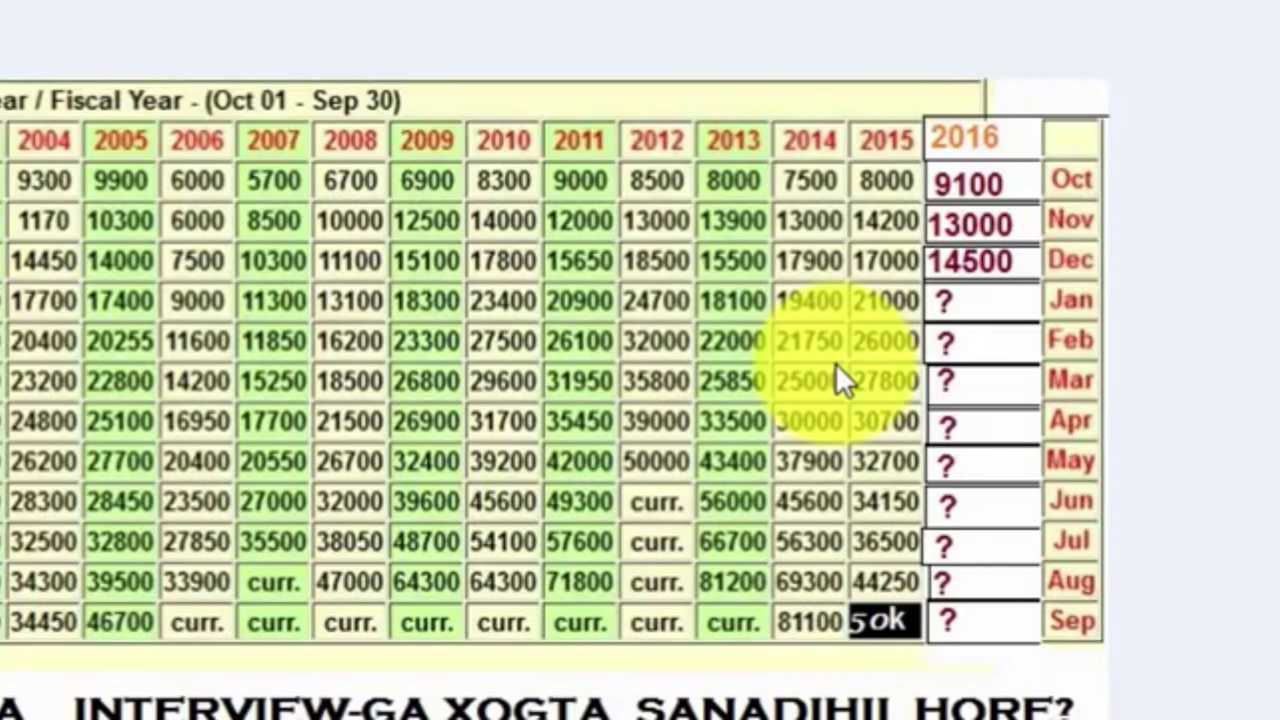 ear / Fiscal Year - (Oct 01 - Sep 30)
2004 2005 2006 2007 2008 2009 2010 2011 2012 2013 2014 2015 2016
9300 9900 6000 5700 6700 6900 8300 9000 8500 8000 7500 8000 9100 Oct
1170 10300 6000 8500 10000 12500 14000 12000 13000 13900 13000 14200 13000 Nov
14450 14000 7500 10300 11100 15100 17800 15650 18500 15500 17900 17000 14500 Dec
17700 17400 9000 11300 13100 18300 23400 20900 24700 18100 19400 21000 ? Jan
20400 20255 11600 11850 16200 23300 27500 26100 32000 22000 21750 26000 ? Feb
23200 22800 14200 15250 18500 26800 29600 31950 35800 25850 25000 27800 ? Mar
24800 25100 16950 17700 21500 26900 31700 35450 39000 33500 30000 30700 ? Apr
26200 27700 20400 20550 26700 32400 39200 42000 50000 43400 37900 32700 ? May
28300 28450 23500 27000 32000 39600 45600 49300 curr. 56000 45600 34150 ? Jun
32500 32800 27850 35500 38050 48700 54100 57600 curr. 66700 56300 36500 ? Jul
34300 39500 33900 curr. 47000 64300 64300 71800 curr. 81200 69300 44250 ? Aug
34450 46700 curr. curr. curr. curr. curr. curr. curr. curr. 81100 50k ? Sep
A INTERVIEW-GA XOGTA SANADIHII HORE?